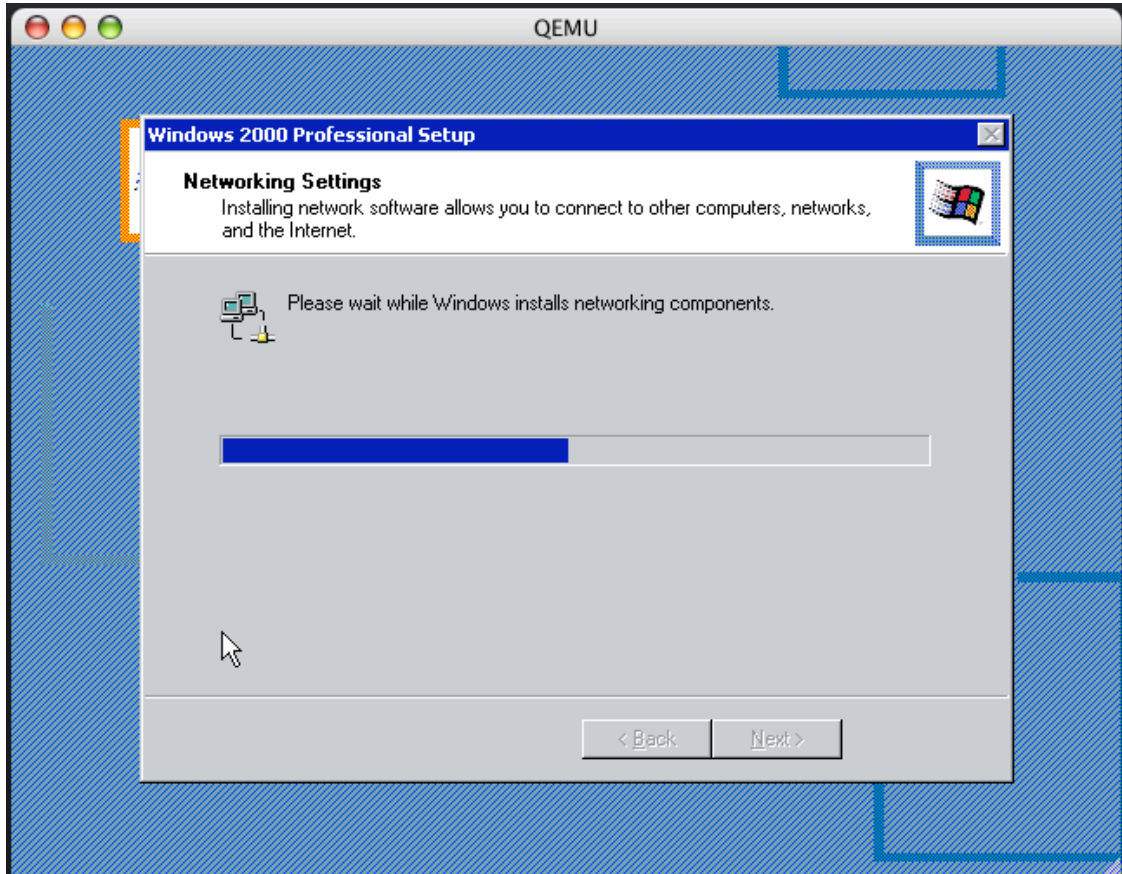 QEMU
Windows 2000 Professional Setup
Networking Settings
Installing network software allows you to connect to other computers, networks,
and the Internet.
Please wait while Windows installs networking components.
< Back
Next >